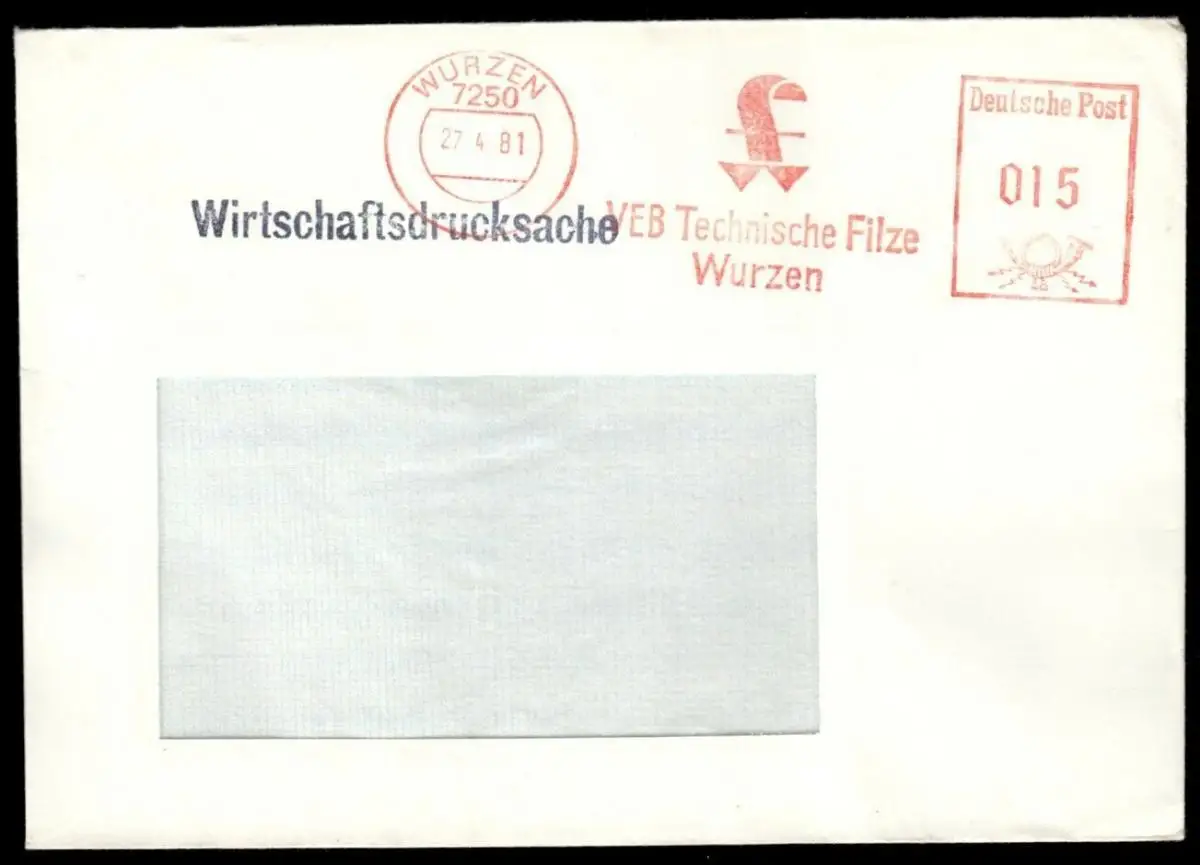 WURZEN
7250
27 4 81
Deutsche Post
015
Wirtschaftsdrucksache
VEB Technische Filze
Wurzen